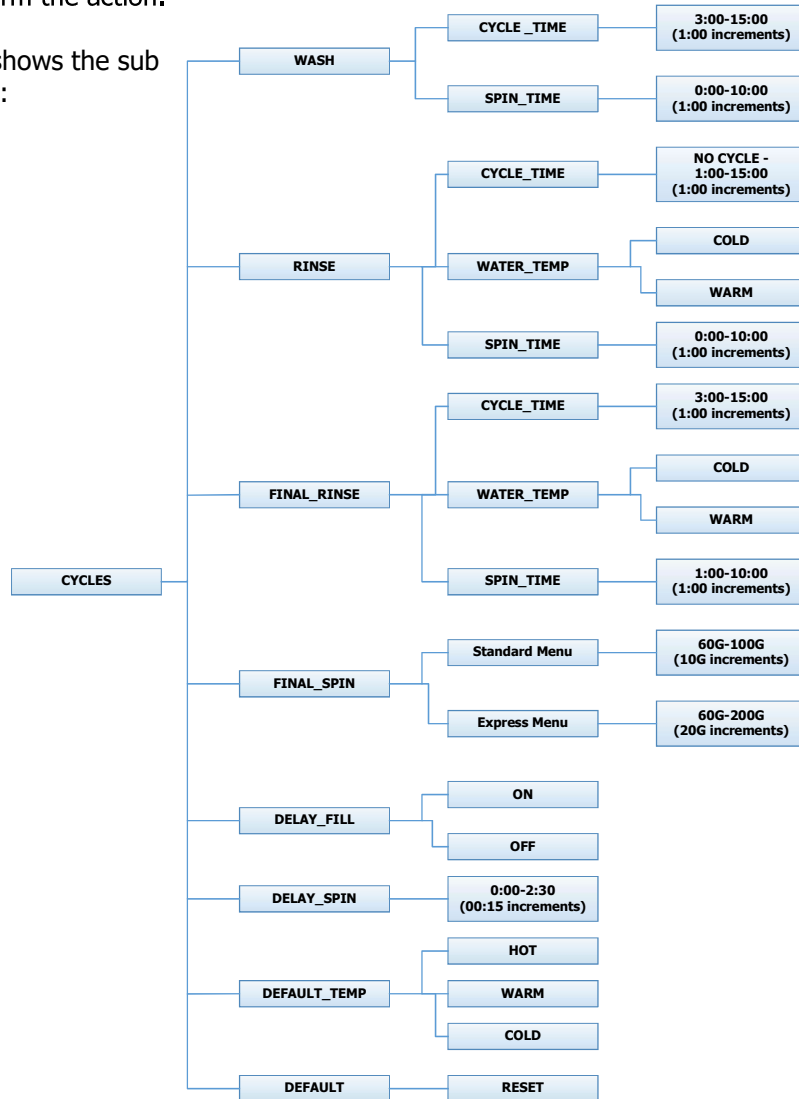 rm the action.
shows the sub
:
CYCLES
WASH
CYCLE _TIME
3:00-15:00
(1:00 increments)
SPIN_TIME
0:00-10:00
(1:00 increments)
RINSE
CYCLE_TIME
NO CYCLE -
1:00-15:00
(1:00 increments)
WATER_TEMP
COLD
WARM
SPIN_TIME
0:00-10:00
(1:00 increments)
FINAL_RINSE
CYCLE_TIME
3:00-15:00
(1:00 increments)
WATER_TEMP
COLD
WARM
SPIN_TIME
1:00-10:00
(1:00 increments)
FINAL_SPIN
Standard Menu
60G-100G
(10G increments)
Express Menu
60G-200G
(20G increments)
DELAY_FILL
ON
OFF
DELAY_SPIN
0:00-2:30
(00:15 increments)
DEFAULT_TEMP
HOT
WARM
COLD
DEFAULT
RESET